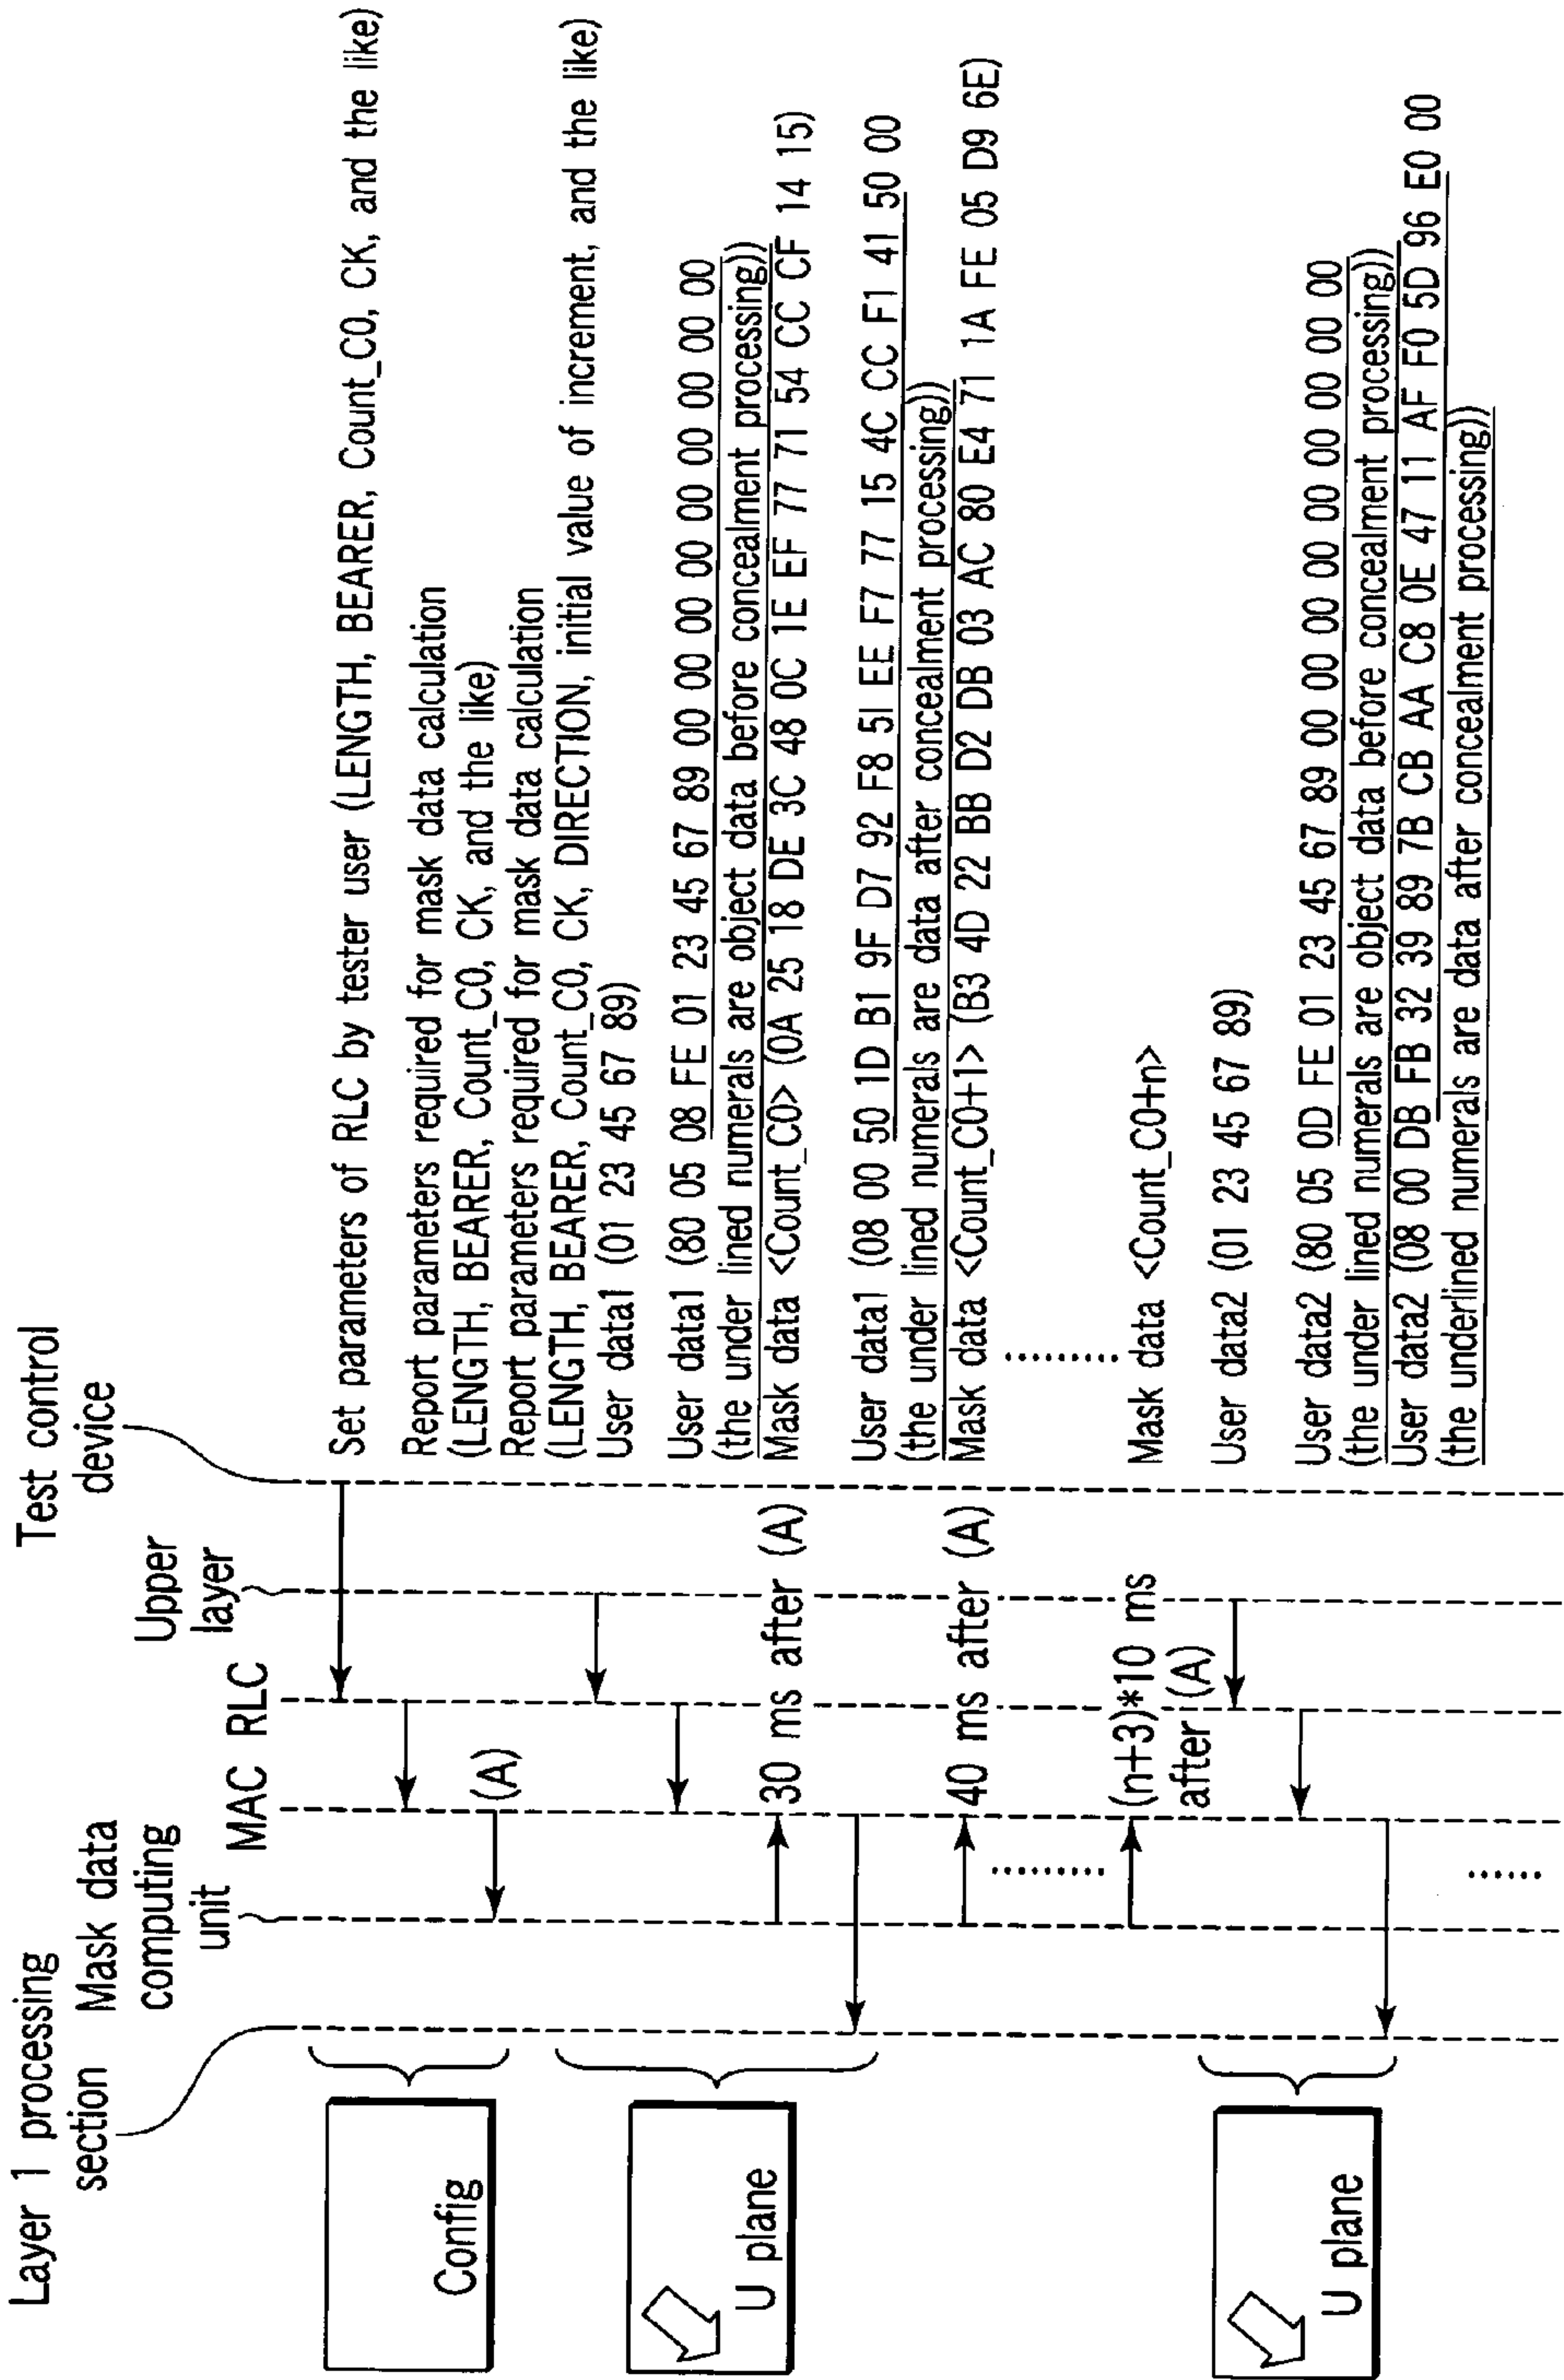 Layer 1 processing
section
Mask data
computing
unit
MAC
RLC
Upper
layer
Test control
device
Config
Set parameters of RLC by tester user (LENGTH, BEARER, Count_C0, CK, and the like)
Report parameters required for mask data calculation
(LENGTH, BEARER, Count_C0, CK, and the like)
(A)
Report parameters required for mask data calculation
(LENGTH, BEARER, Count_C0, CK, DIRECTION, initial value of increment, and the like)
U plane
User data1 (01 23 45 67 89)
User data1 (80 05 08 FE 01 23 45 67 89 00 00 00 00 00 00 00 00 00 00 00
(the under lined numerals are object data before concealment processing))
30 ms after (A)
Mask data <Count_C0> (0A 25 18 DE 3C 48 0C 1E EF 77 71 54 CC CF 14 15)
User data1 (08 00 50 1D B1 9F D7 92 F8 51 EE F7 77 15 4C CC F1 41 50 00
(the under lined numerals are data after concealment processing))
40 ms after (A)
Mask data <Count_C0+1> (B3 4D 22 BB D2 DB 03 AC 80 E4 71 1A FE 05 D9 6E)
.........
.........
(n+3)*10 ms
after (A)
Mask data <Count_C0+n>
U plane
User data2 (01 23 45 67 89)
User data2 (80 05 0D FE 01 23 45 67 89 00 00 00 00 00 00 00 00 00 00 00
(the under lined numerals are object data before concealment processing))
User data2 (08 00 DB FB 32 39 89 7B CB AA C8 0E 47 11 AF F0 5D 96 E0 00
(the underlined numerals are data after concealment processing))
......